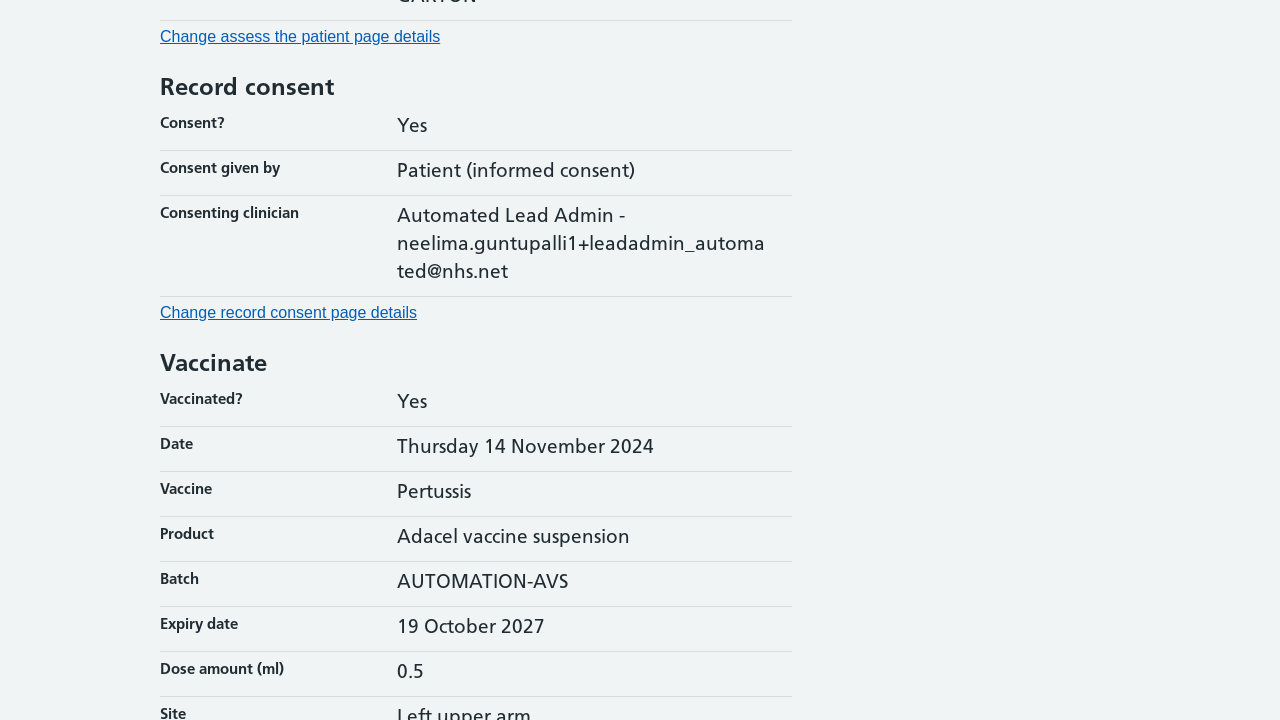 Change assess the patient page details
Record consent
Consent?
Yes
Consent given by
Patient (informed consent)
Consenting clinician
Automated Lead Admin -
neelima.guntupalli1+leadadmin_automa
ted@nhs.net
Change record consent page details
Vaccinate
Vaccinated?
Yes
Date
Thursday 14 November 2024
Vaccine
Pertussis
Product
Adacel vaccine suspension
Batch
AUTOMATION-AVS
Expiry date
19 October 2027
Dose amount (ml)
0.5
Site
Left upper arm